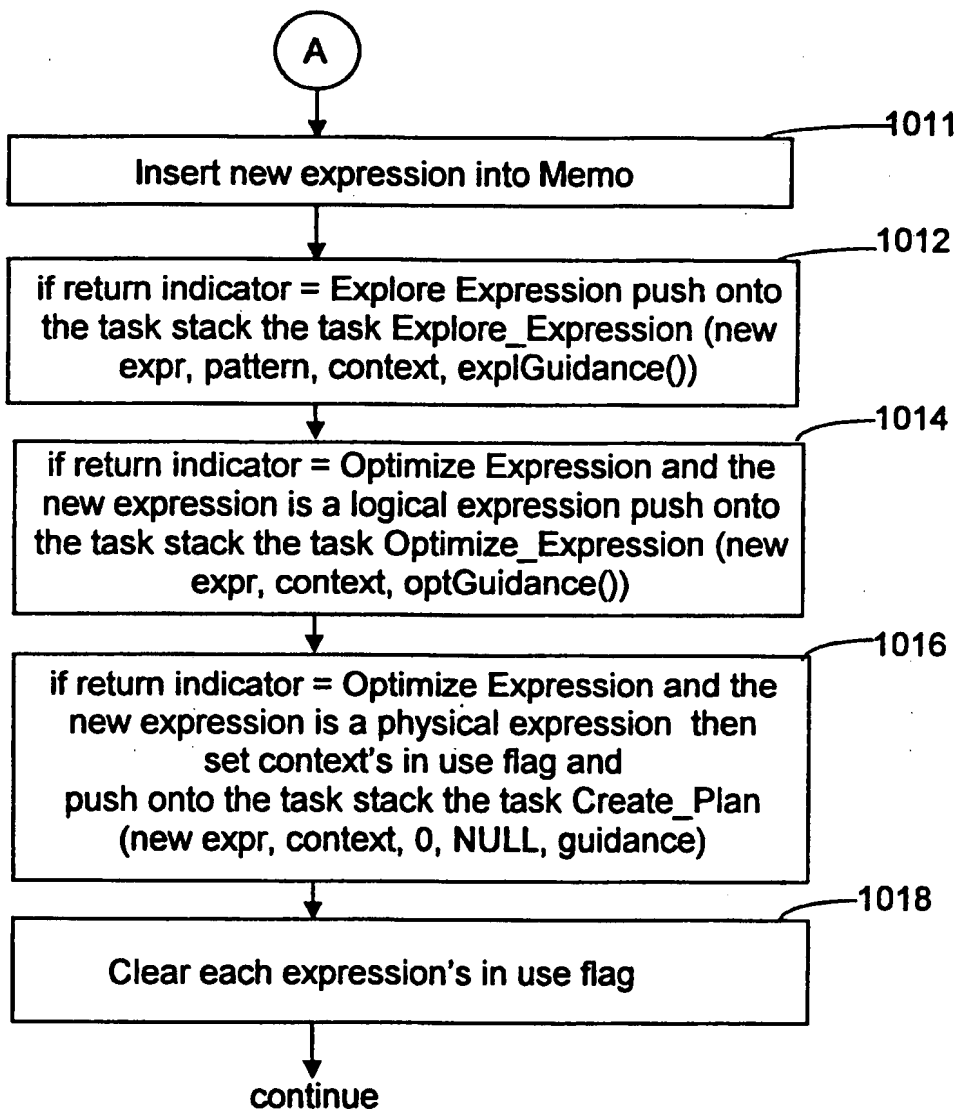 A
1011
Insert new expression into Memo
1012
if return indicator = Explore Expression push onto
the task stack the task Explore_Expression (new
expr, pattern, context, explGuidance())
1014
if return indicator = Optimize Expression and the
new expression is a logical expression push onto
the task stack the task Optimize_Expression (new
expr, context, optGuidance())
1016
if return indicator = Optimize Expression and the
new expression is a physical expression then
set context's in use flag and
push onto the task stack the task Create_Plan
(new expr, context, 0, NULL, guidance)
1018
Clear each expression's in use flag
continue